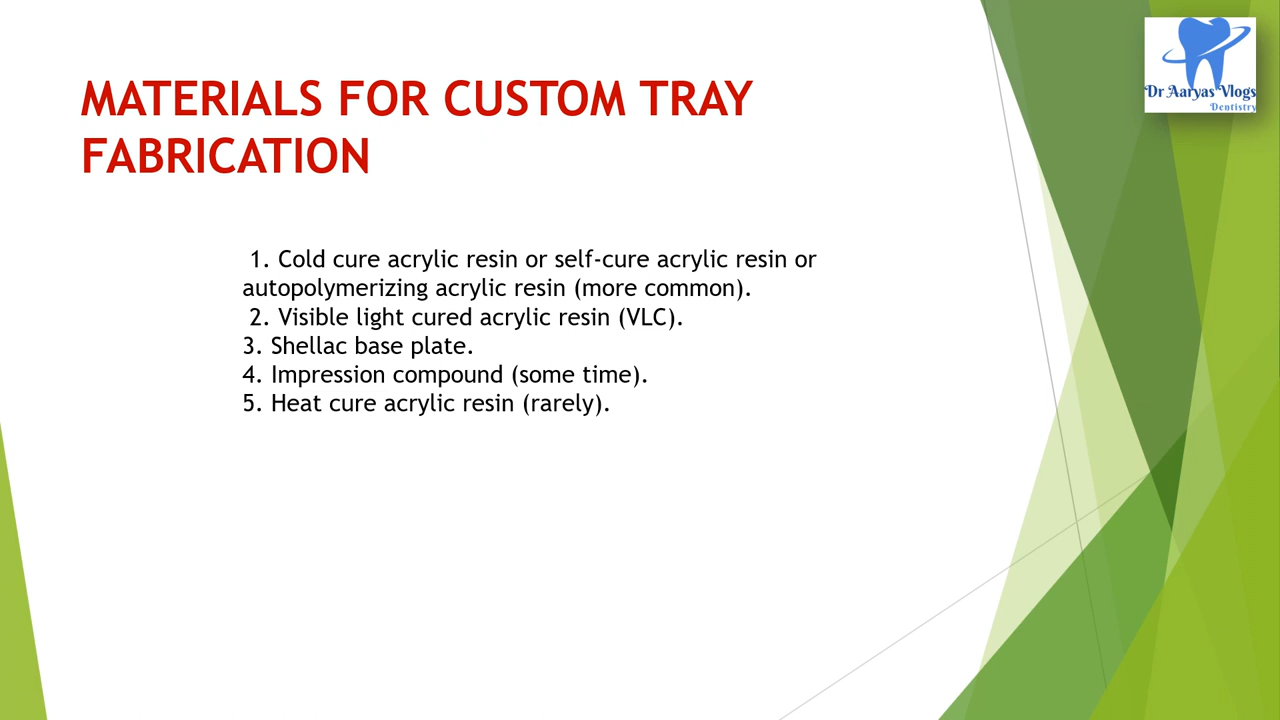 Dr Aaryas Vlogs
Dentistry
MATERIALS FOR CUSTOM TRAY
FABRICATION
1. Cold cure acrylic resin or self-cure acrylic resin or
autopolymerizing acrylic resin (more common).
2. Visible light cured acrylic resin (VLC).
3. Shellac base plate.
4. Impression compound (some time).
5. Heat cure acrylic resin (rarely).